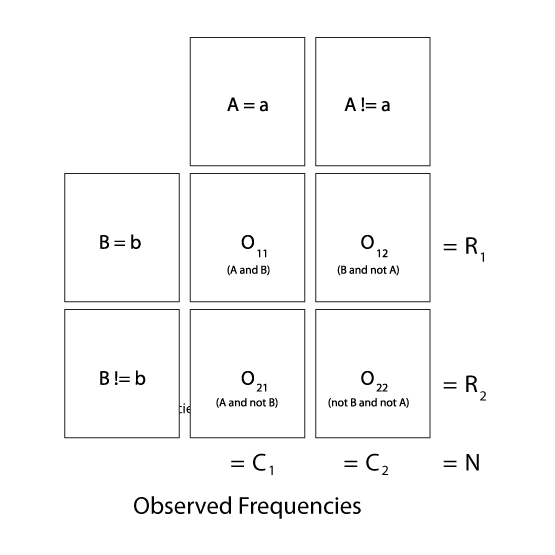 A = a
A != a
B = b
O11
(A and B)
O12
(B and not A)
= R1
B != b
O21
(A and not B)
O22
(not B and not A)
= R2
= C1
= C2
= N
Observed Frequencies